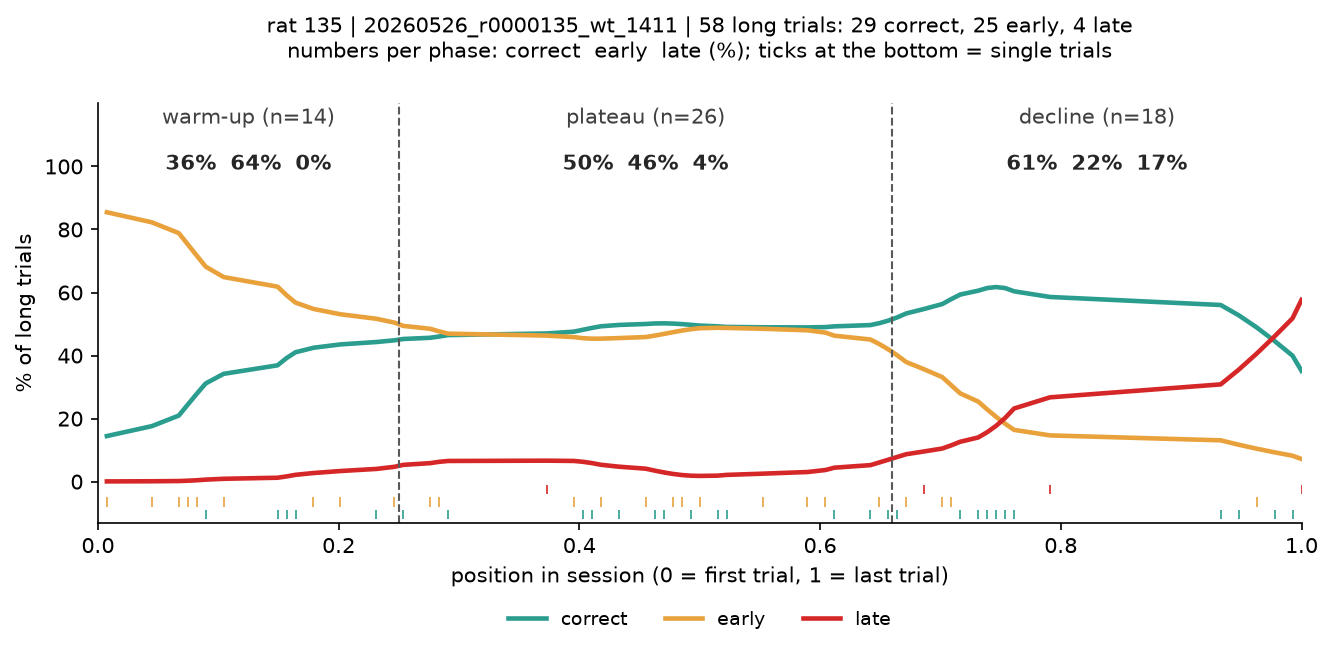 rat 135 | 20260526_r0000135_wt_1411 | 58 long trials: 29 correct, 25 early, 4 late
numbers per phase: correct  early  late (%); ticks at the bottom = single trials
warm-up (n=14)
plateau (n=26)
decline (n=18)
36%  64%  0%
50%  46%  4%
61%  22%  17%
100
80
60
40
20
0
% of long trials
0.0
0.2
0.4
0.6
0.8
1.0
position in session (0 = first trial, 1 = last trial)
correct
early
late